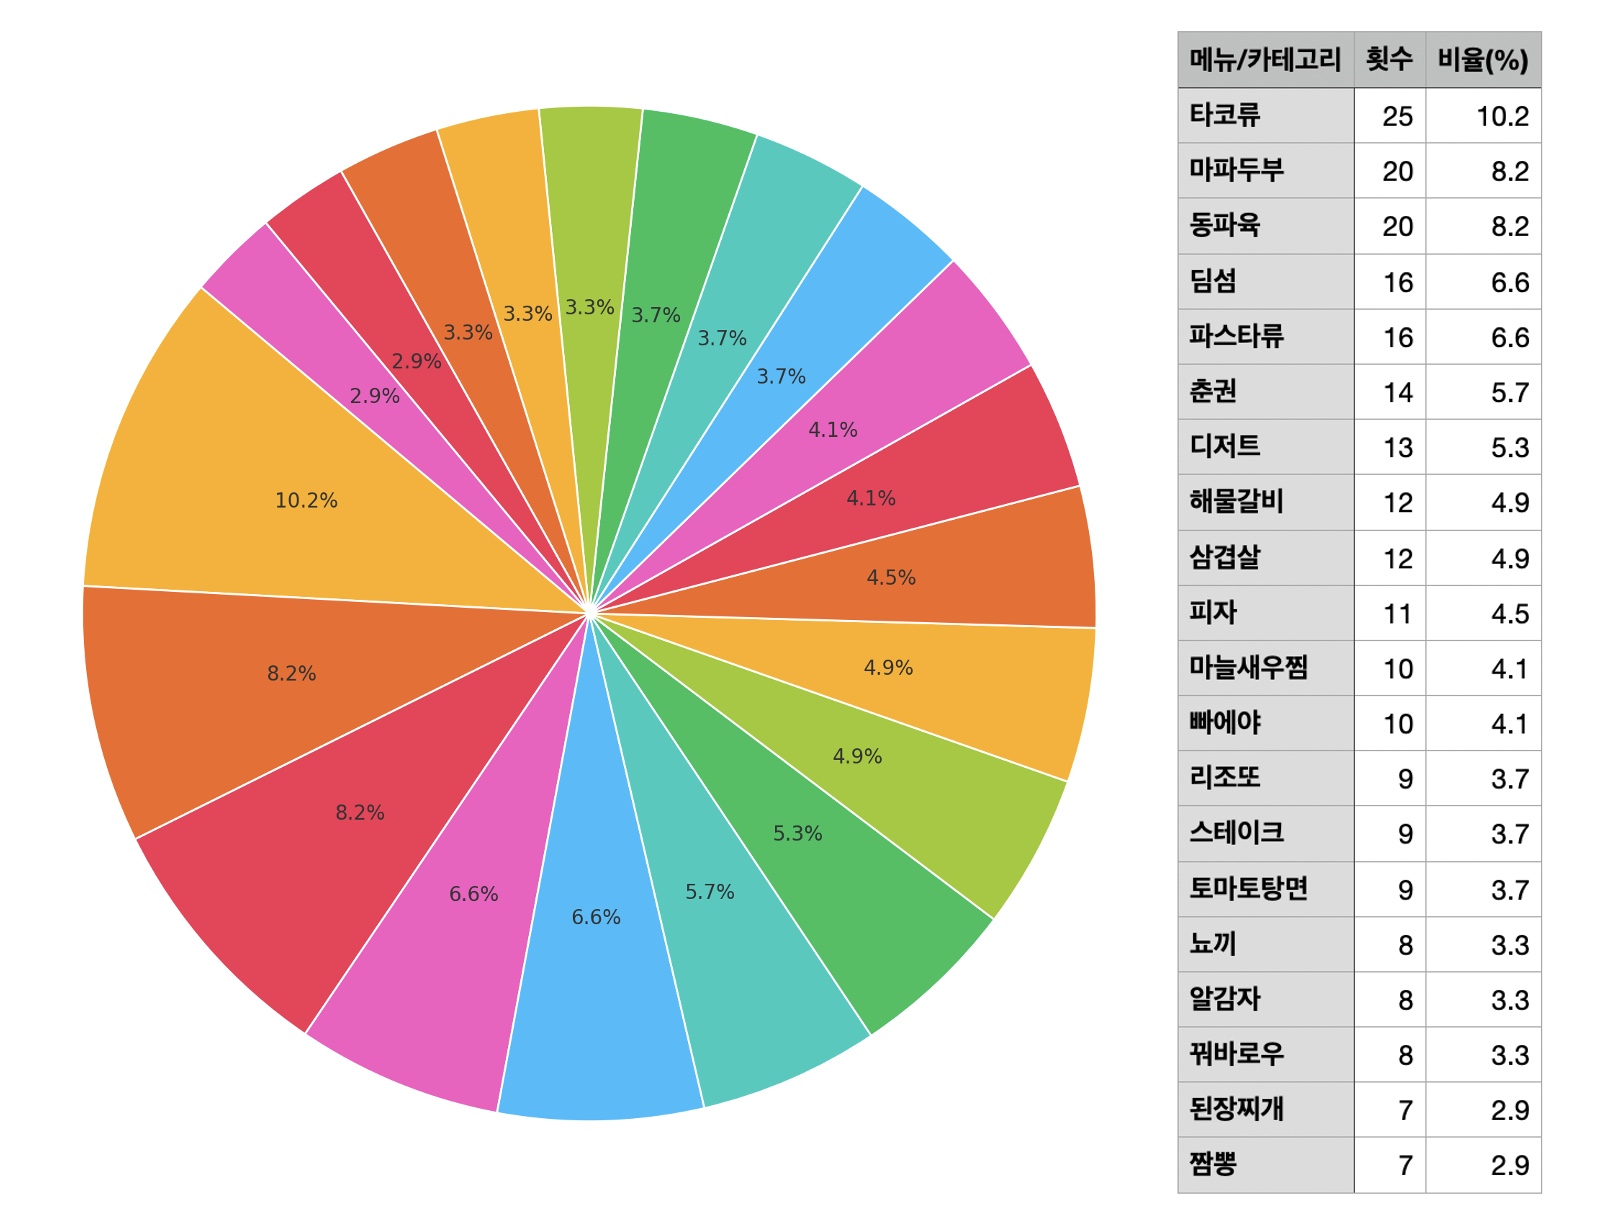 3.3%
3.3%
3.3%
3.7%
3.7%
3.7%
2.9%
2.9%
4.1%
4.1%
10.2%
4.5%
8.2%
4.9%
4.9%
8.2%
5.3%
6.6%
6.6%
5.7%
메뉴/카테고리 횟수 비율(%)
타코류 25 10.2
마파두부 20 8.2
동파육 20 8.2
딤섬 16 6.6
파스타류 16 6.6
춘권 14 5.7
디저트 13 5.3
해물갈비 12 4.9
삼겹살 12 4.9
피자 11 4.5
마늘새우찜 10 4.1
빠에야 10 4.1
리조또 9 3.7
스테이크 9 3.7
토마토탕면 9 3.7
뇨끼 8 3.3
알감자 8 3.3
꿔바로우 8 3.3
된장찌개 7 2.9
짬뽕 7 2.9